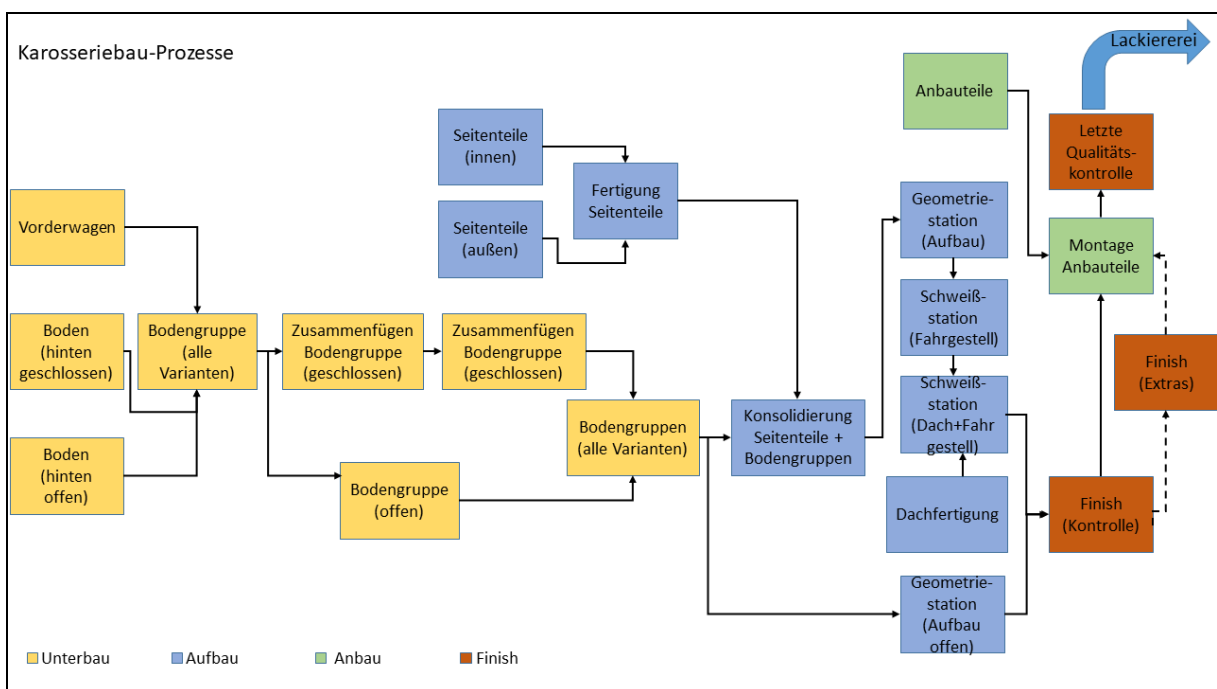 Karosseriebau-Prozesse
Lackiererei
Anbauteile
Letzte
Qualitäts-
kontrolle
Seitenteile
(innen)
Fertigung
Seitenteile
Seitenteile
(außen)
Geometrie-
station
(Aufbau)
Vorderwagen
Montage
Anbauteile
Schweiß-
station
(Fahrgestell)
Boden
(hinten
geschlossen)
Bodengruppe
(alle
Varianten)
Zusammenfügen
Bodengruppe
(geschlossen)
Zusammenfügen
Bodengruppe
(geschlossen)
Finish
(Extras)
Schweiß-
station
(Dach+Fahr
gestell)
Bodengruppen
(alle Varianten)
Konsolidierung
Seitenteile +
Bodengruppen
Boden
(hinten
offen)
Bodengruppe
(offen)
Dachfertigung
Finish
(Kontrolle)
Geometrie-
station
(Aufbau
offen)
Unterbau
Aufbau
Anbau
Finish